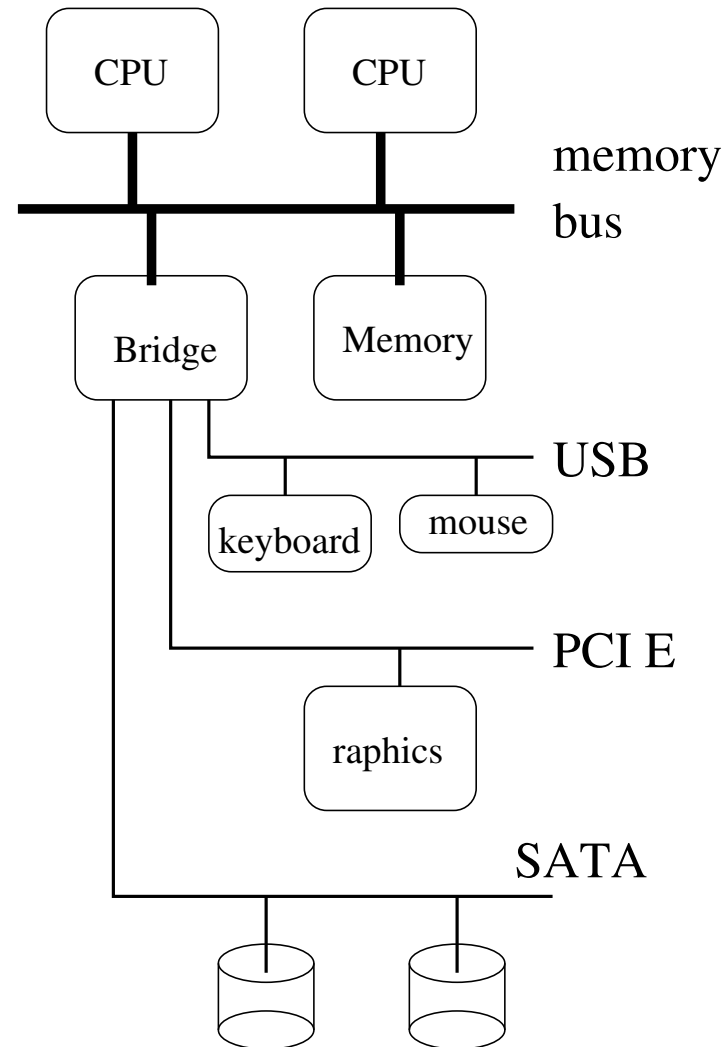 CPU
CPU
memory
bus
Bridge
Memory
USB
keyboard
mouse
PCI E
raphics
SATA